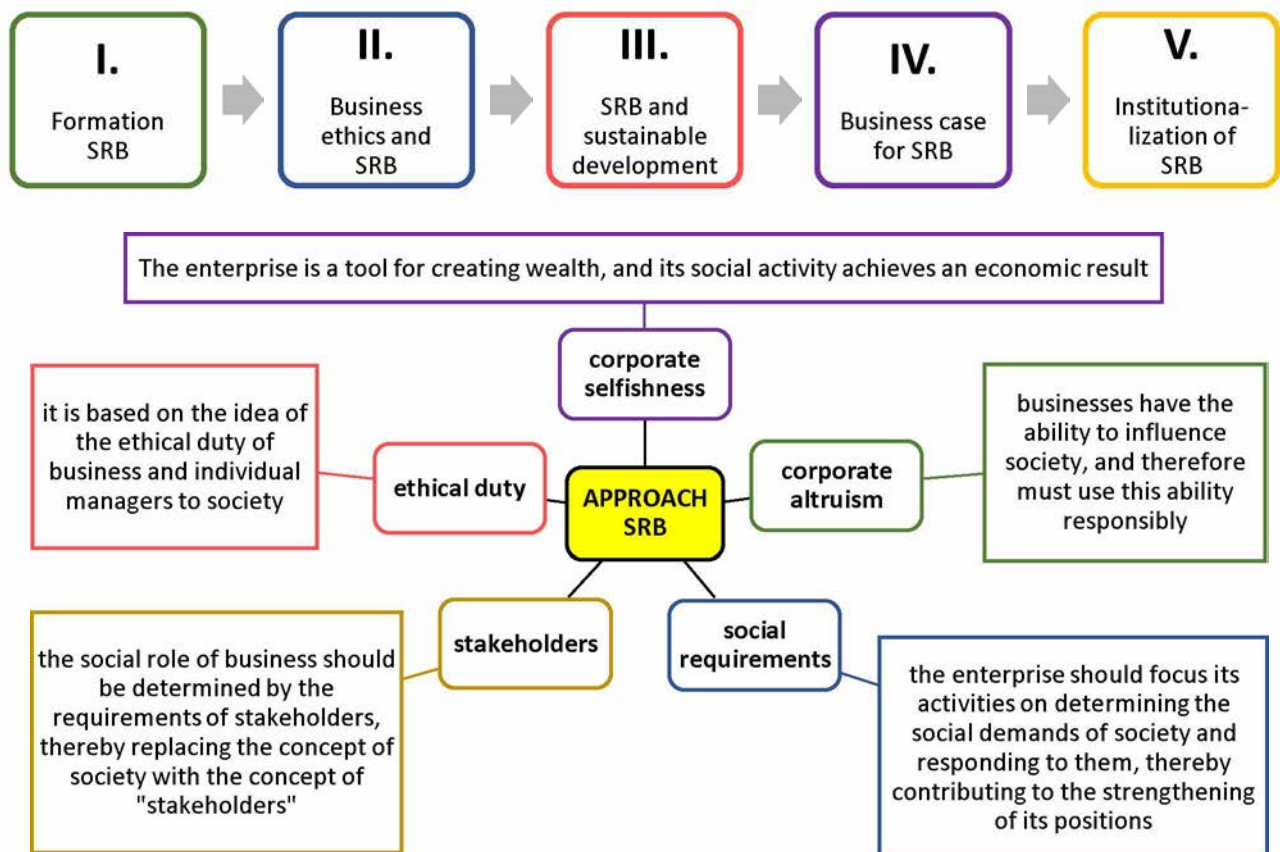 I.
Formation
SRB
II.
Business
ethics and
SRB
III.
SRB and
sustainable
development
IV.
Business case
for SRB
V.
Institutiona-
lization of
SRB
The enterprise is a tool for creating wealth, and its social activity achieves an economic result
corporate
selfishness
it is based on the idea of
the ethical duty of
business and individual
managers to society
ethical duty
APPROACH
SRB
corporate
altruism
businesses have the
ability to influence
society, and therefore
must use this ability
responsibly
the social role of business should
be determined by the
requirements of stakeholders,
thereby replacing the concept of
society with the concept of
"stakeholders"
stakeholders
social
requirements
the enterprise should focus its
activities on determining the
social demands of society and
responding to them, thereby
contributing to the strengthening
of its positions